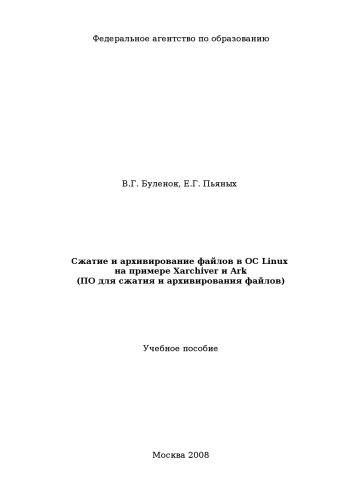 Федеральное агентство по образованию
В.Г. Буленок, Е.Г. Пьяных
Сжатие и архивирование файлов в ОС Linux
на примере Xarchiver и Ark
(ПО для сжатия и архивирования файлов)
Учебное пособие
Москва 2008